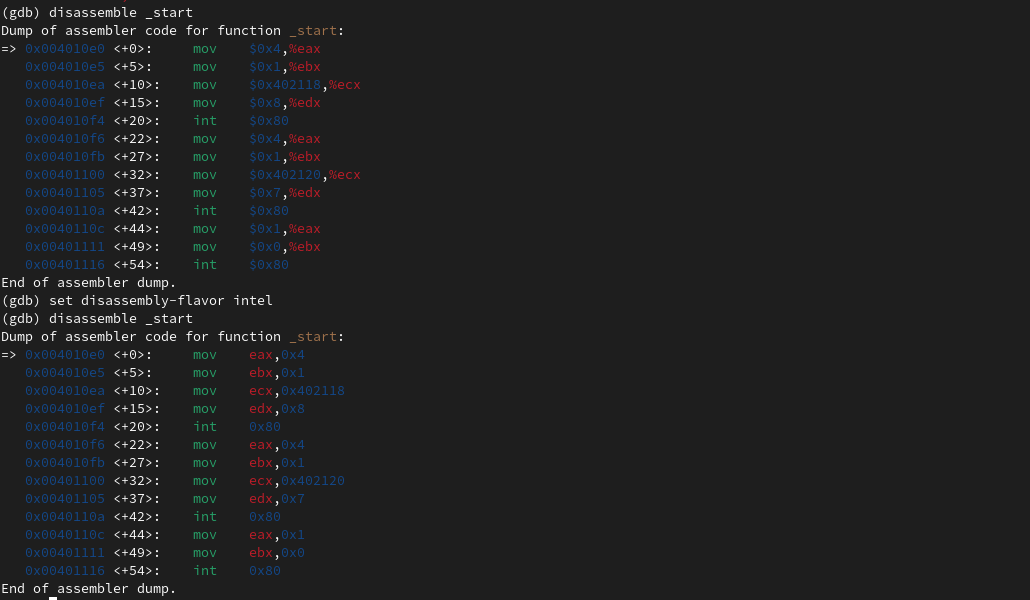 (gdb) disassemble _start
Dump of assembler code for function _start:
=> 0x004010e0 <+0>:     mov    $0x4,%eax
   0x004010e5 <+5>:     mov    $0x1,%ebx
   0x004010ea <+10>:    mov    $0x402118,%ecx
   0x004010ef <+15>:    mov    $0x8,%edx
   0x004010f4 <+20>:    int    $0x80
   0x004010f6 <+22>:    mov    $0x4,%eax
   0x004010fb <+27>:    mov    $0x1,%ebx
   0x00401100 <+32>:    mov    $0x402120,%ecx
   0x00401105 <+37>:    mov    $0x7,%edx
   0x0040110a <+42>:    int    $0x80
   0x0040110c <+44>:    mov    $0x1,%eax
   0x00401111 <+49>:    mov    $0x0,%ebx
   0x00401116 <+54>:    int    $0x80
End of assembler dump.
(gdb) set disassembly-flavor intel
(gdb) disassemble _start
Dump of assembler code for function _start:
=> 0x004010e0 <+0>:     mov    eax,0x4
   0x004010e5 <+5>:     mov    ebx,0x1
   0x004010ea <+10>:    mov    ecx,0x402118
   0x004010ef <+15>:    mov    edx,0x8
   0x004010f4 <+20>:    int    0x80
   0x004010f6 <+22>:    mov    eax,0x4
   0x004010fb <+27>:    mov    ebx,0x1
   0x00401100 <+32>:    mov    ecx,0x402120
   0x00401105 <+37>:    mov    edx,0x7
   0x0040110a <+42>:    int    0x80
   0x0040110c <+44>:    mov    eax,0x1
   0x00401111 <+49>:    mov    ebx,0x0
   0x00401116 <+54>:    int    0x80
End of assembler dump.